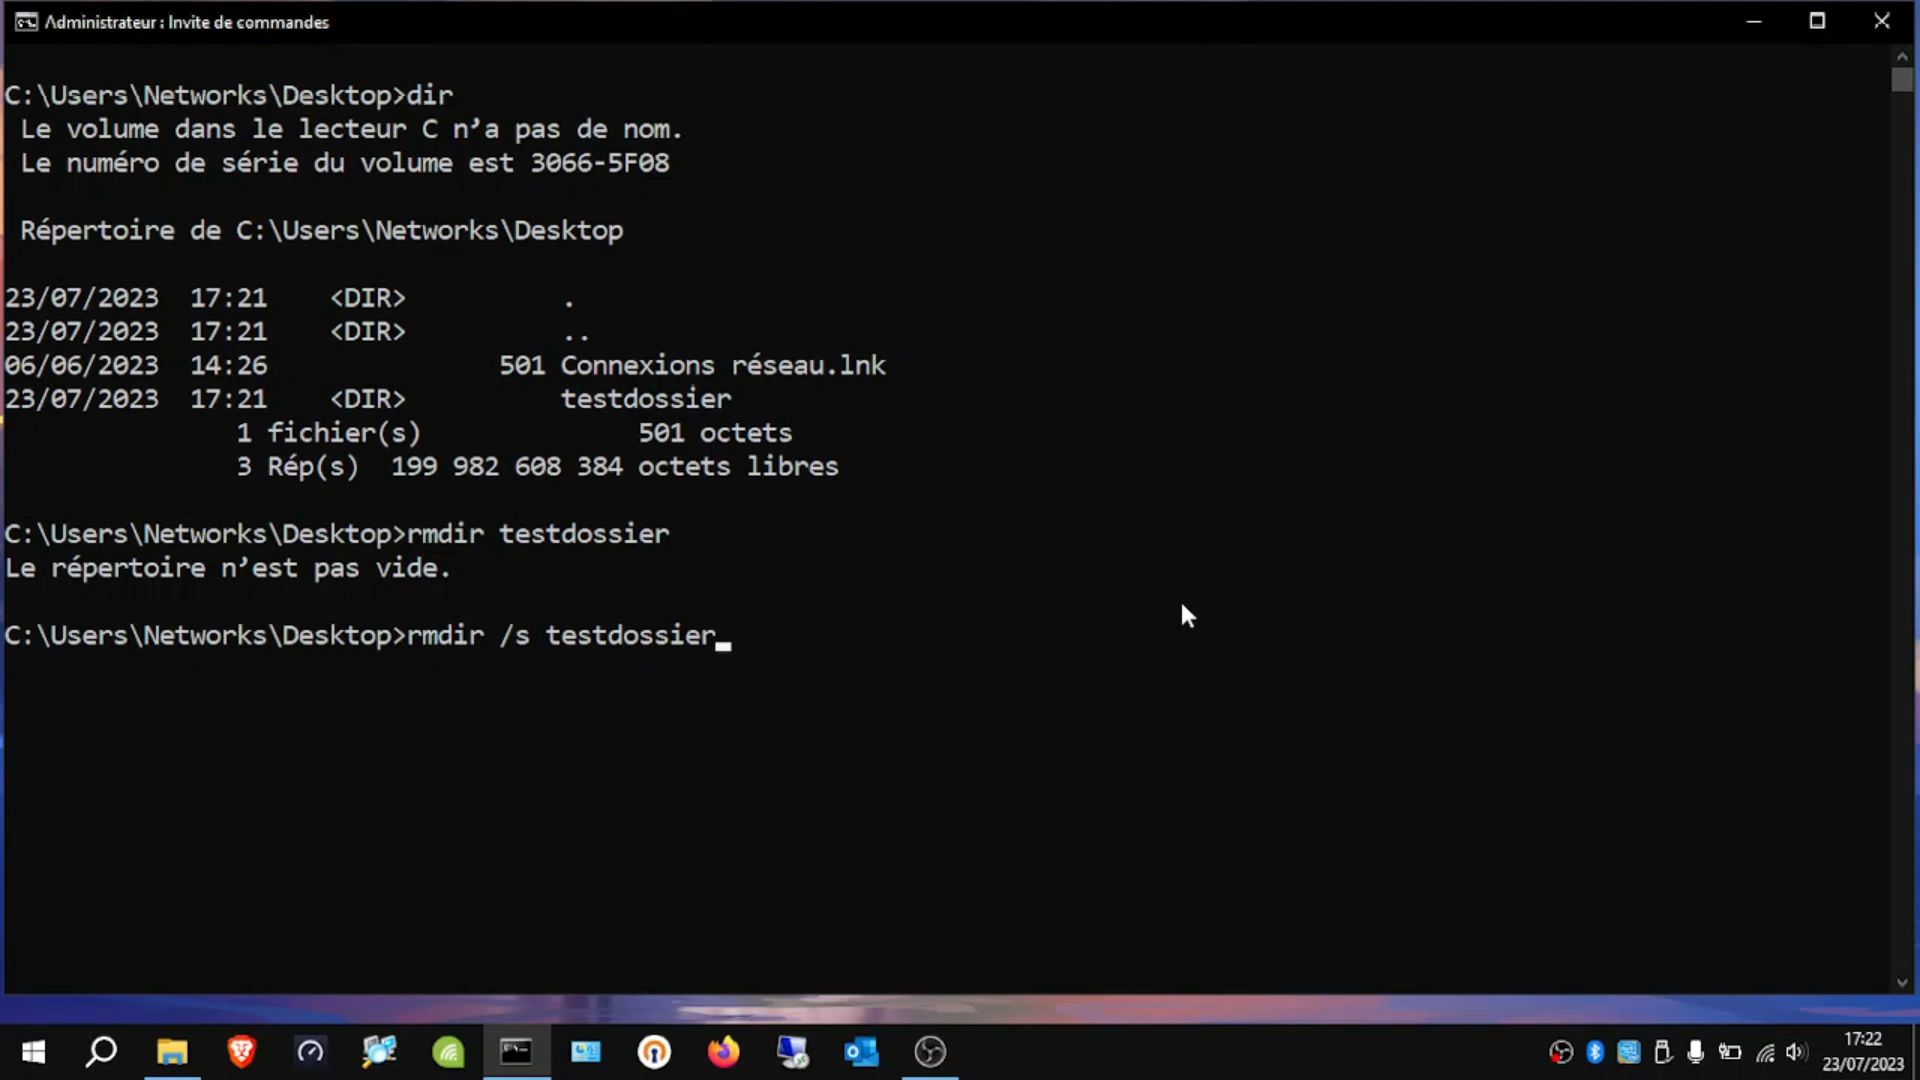 Administrateur : Invite de commandes
C:\Users\Networks\Desktop>dir
Le volume dans le lecteur C n’a pas de nom.
Le numéro de série du volume est 3066-5F08
Répertoire de C:\Users\Networks\Desktop
23/07/2023  17:21    <DIR>          .
23/07/2023  17:21    <DIR>          ..
06/06/2023  14:26               501 Connexions réseau.lnk
23/07/2023  17:21    <DIR>          testdossier
1 fichier(s)              501 octets
3 Rép(s)  199 982 608 384 octets libres
C:\Users\Networks\Desktop>rmdir testdossier
Le répertoire n’est pas vide.
C:\Users\Networks\Desktop>rmdir /s testdossier
17:22
23/07/2023